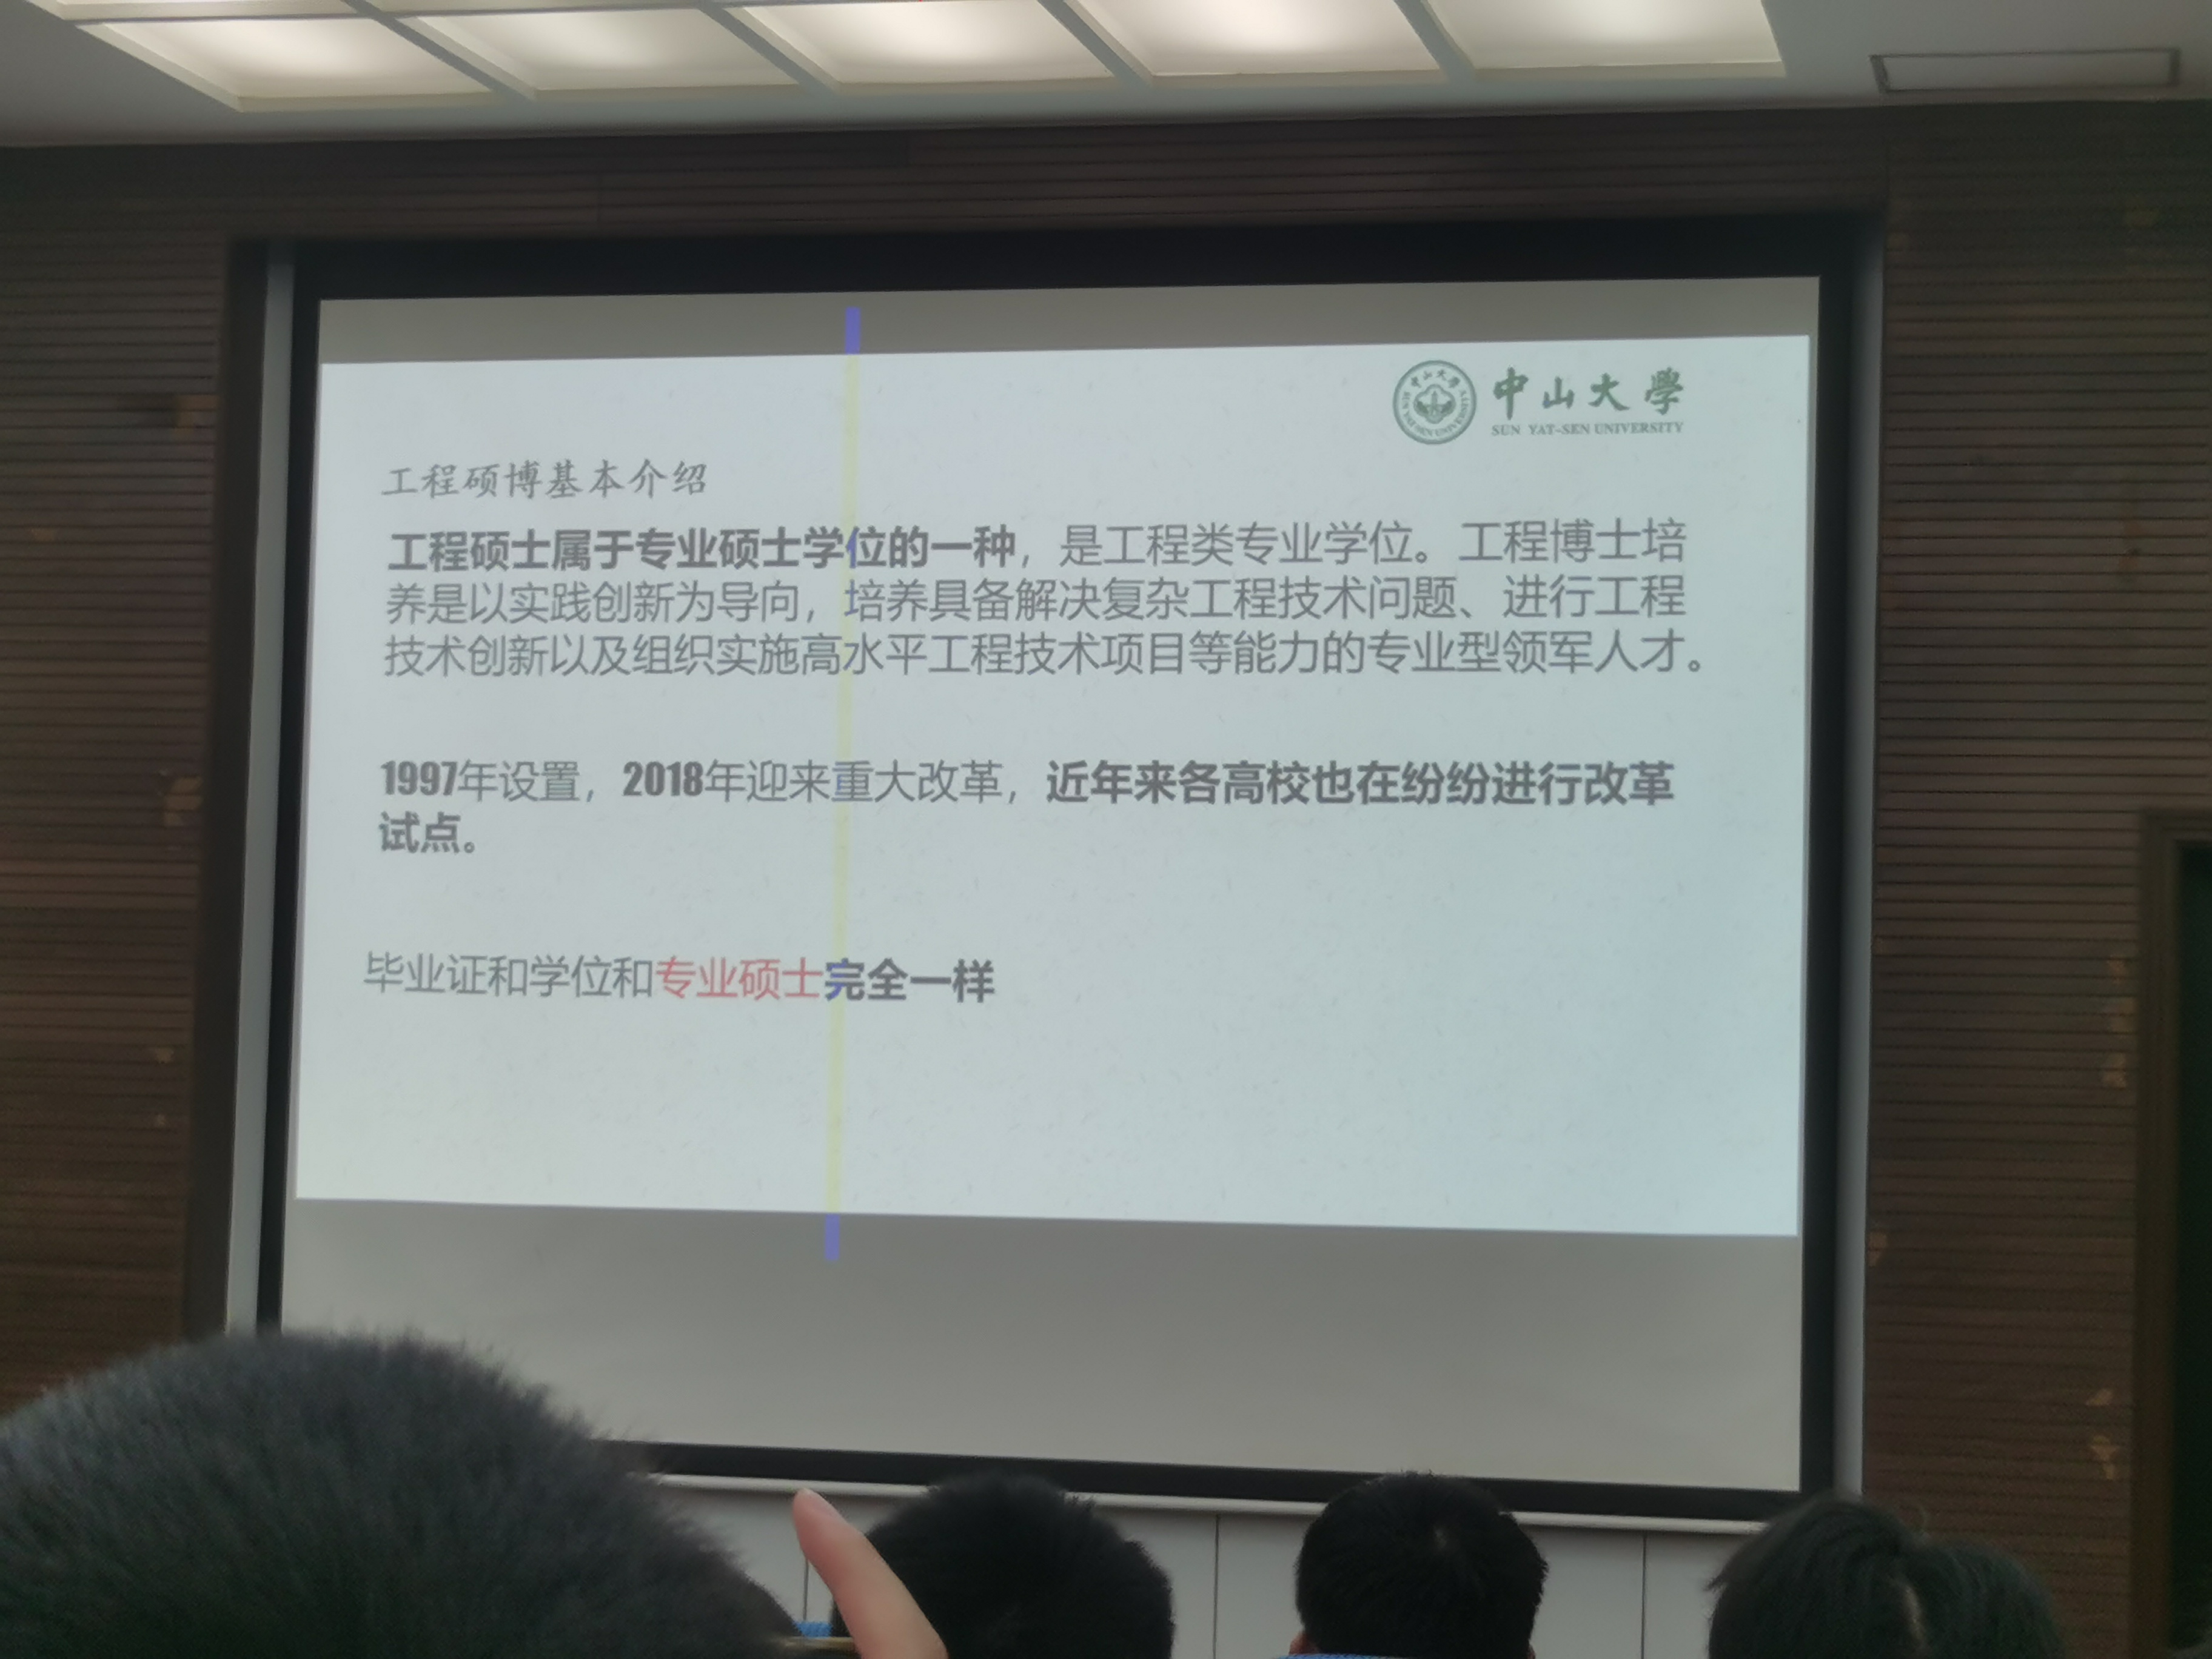 中山大學
SUN YAT-SEN UNIVERSITY
工程硕博基本介绍
工程硕士属于专业硕士学位的一种，是工程类专业学位。工程博士培
养是以实践创新为导向，培养具备解决复杂工程技术问题、进行工程
技术创新以及组织实施高水平工程技术项目等能力的专业型领军人才。
1997年设置，2018年迎来重大改革，近年来各高校也在纷纷进行改革
试点。
毕业证和学位和专业硕士完全一样